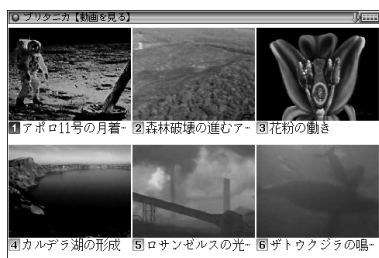 ブリタニカ【動画を見る】
1アポロ11号の月着~
2森林破壊の進むア~
3花粉の働き
4カルデラ湖の形成
5ロサンゼルスの光~
6ザトウクジラの鳴~